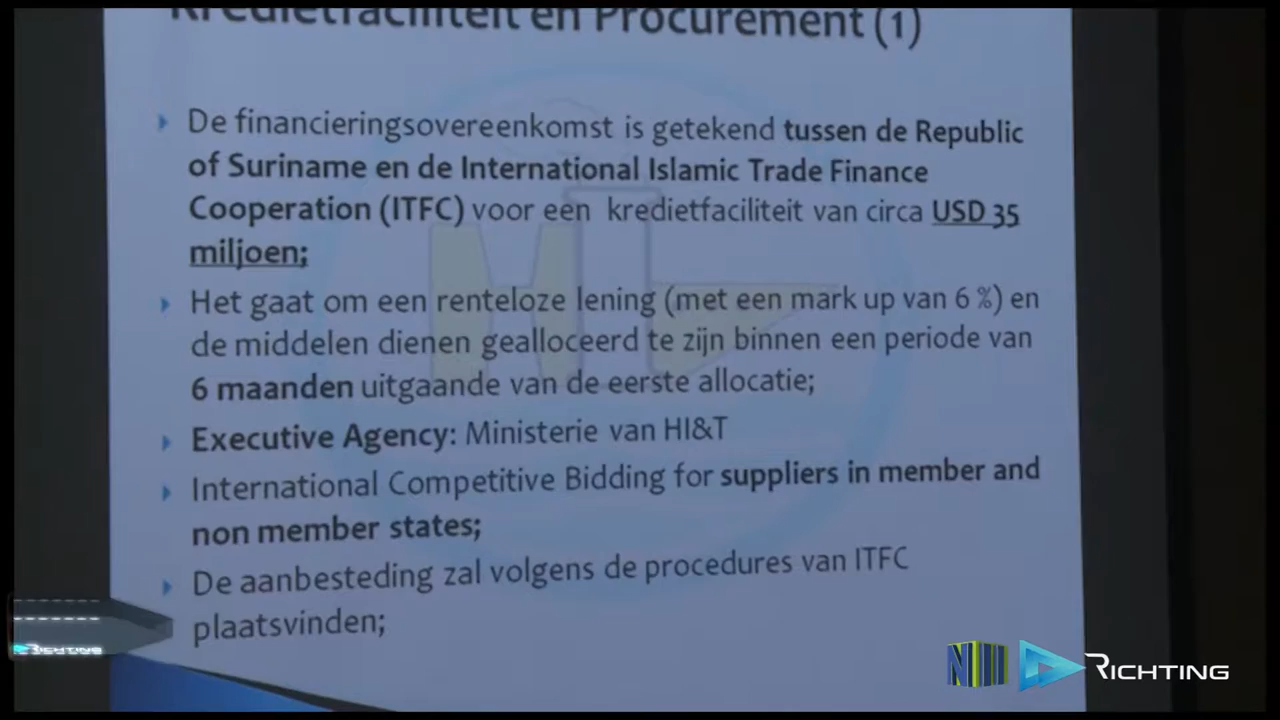 Kredietfaciliteit en Procurement (1)
De financieringsovereenkomst is getekend tussen de Republic
of Suriname en de International Islamic Trade Finance
Cooperation (ITFC) voor een kredietfaciliteit van circa USD 35
miljoen;
Het gaat om een renteloze lening (met een mark up van 6 %) en
de middelen dienen gealloceerd te zijn binnen een periode van
6 maanden uitgaande van de eerste allocatie;
Executive Agency: Ministerie van HI&T
International Competitive Bidding for suppliers in member and
non member states;
De aanbesteding zal volgens de procedures van ITFC
plaatsvinden;
RICHTING
RICHTING